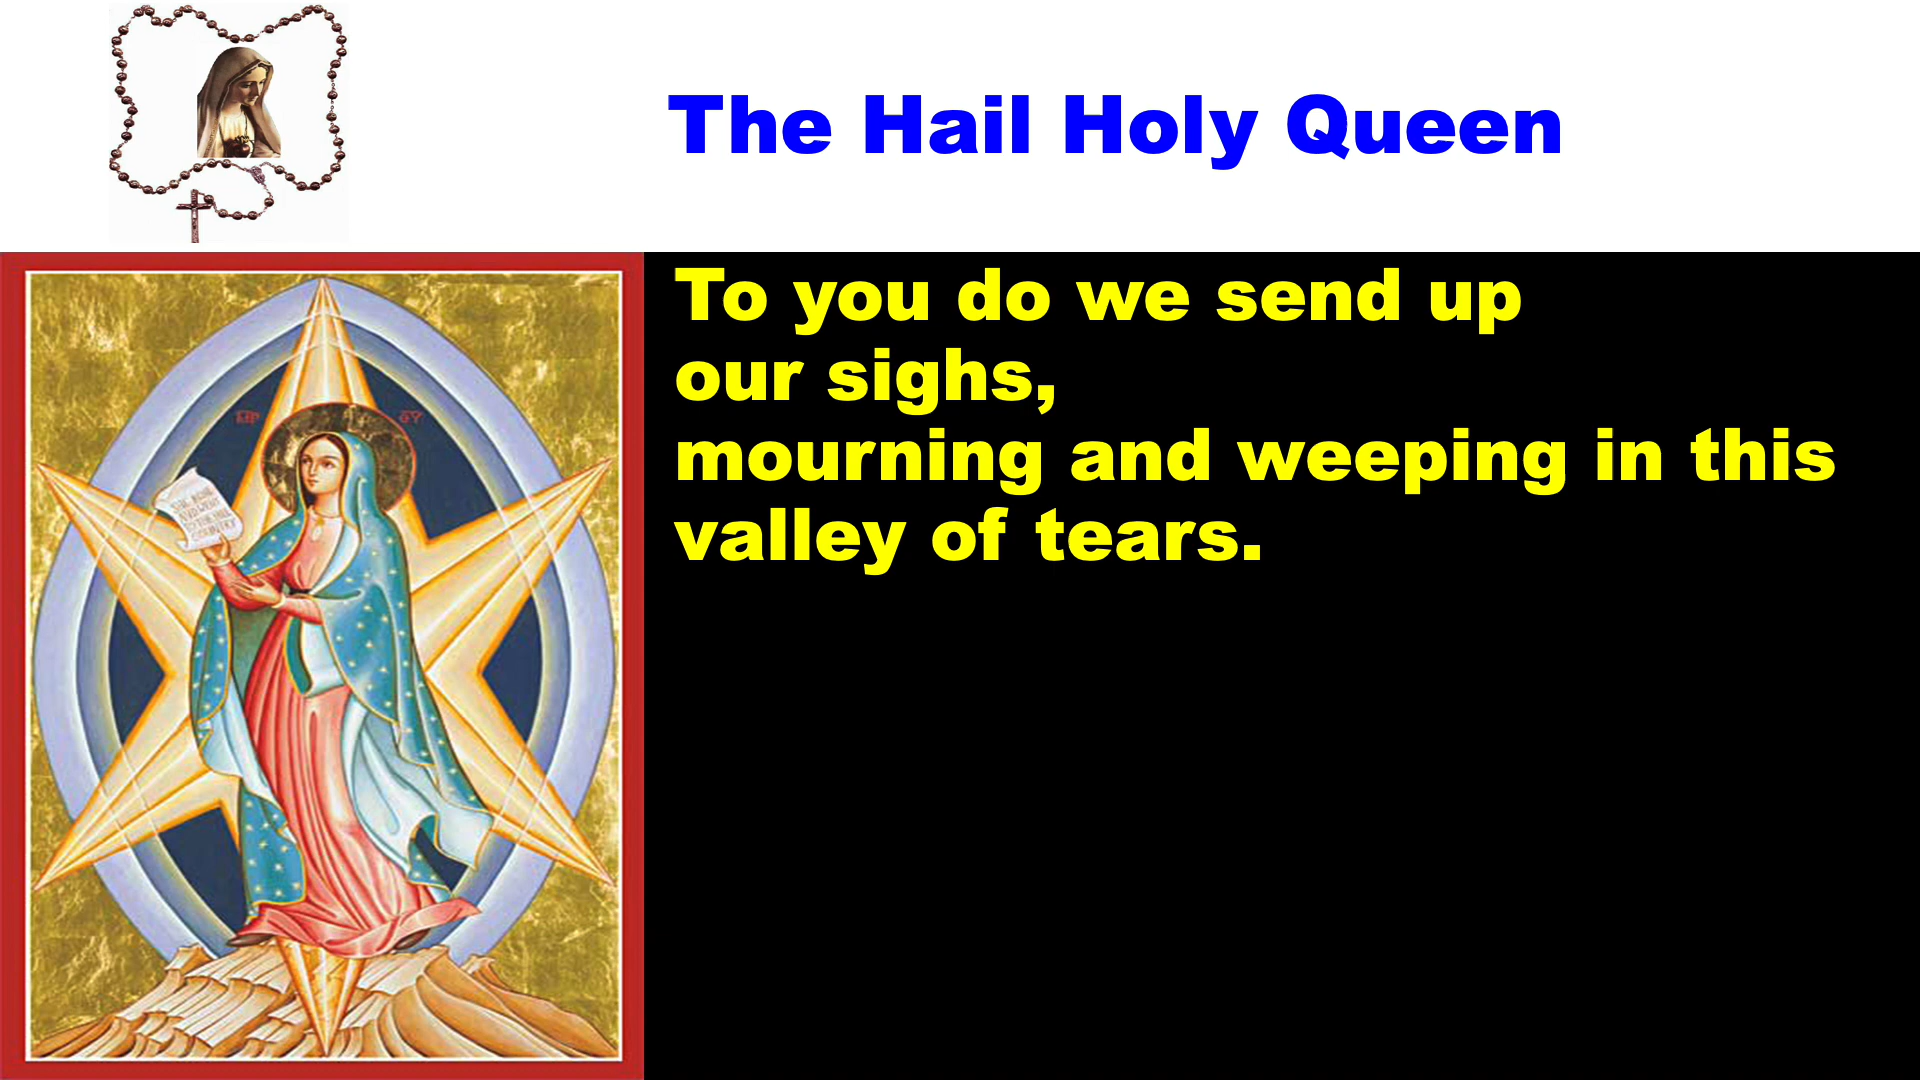 The Hail Holy Queen
To you do we send up
our sighs,
mourning and weeping in this
valley of tears.